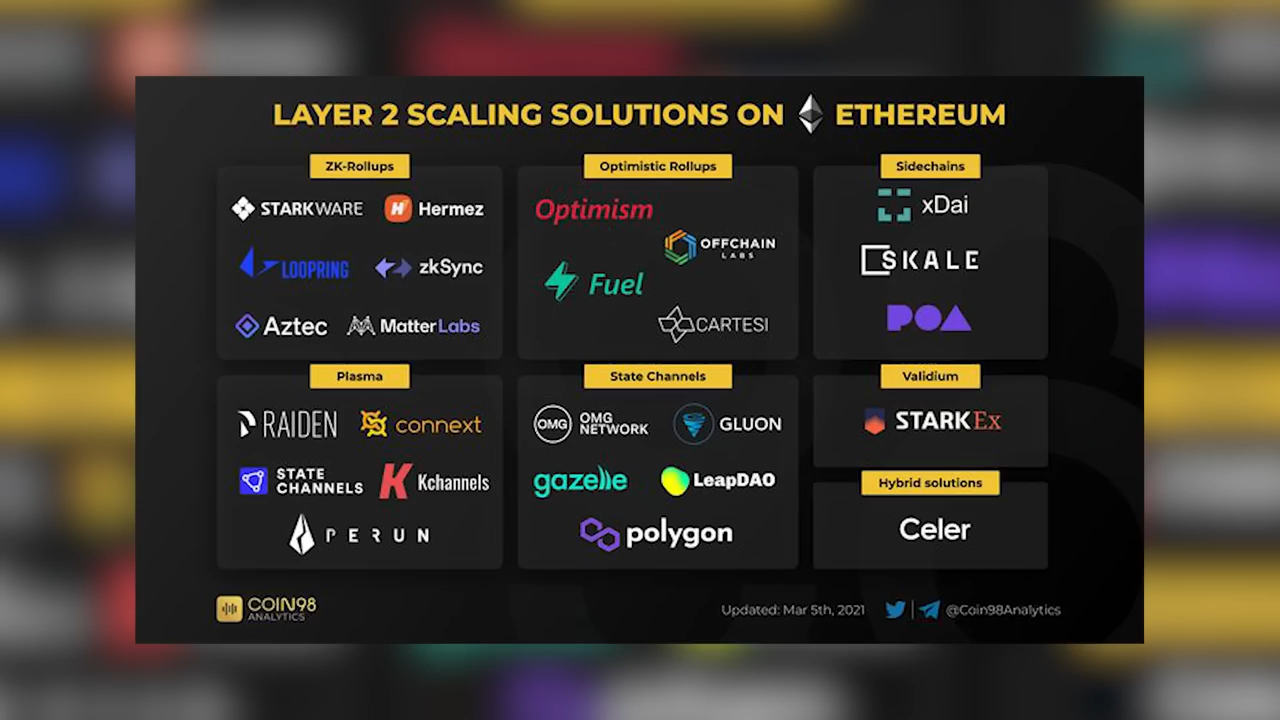 LAYER 2 SCALING SOLUTIONS ON ETHEREUM
ZK-Rollups
STARKWARE
H Hermez
LOOPRING
zkSync
Aztec
MatterLabs
Optimistic Rollups
Optimism
OFFCHAIN
LABS
Fuel
CARTESI
Sidechains
xDai
SKALE
POA
Plasma
RAIDEN
connext
STATE
CHANNELS
K Kchannels
PERUN
State Channels
OMG
OMG
NETWORK
GLUON
gazelle
LeapDAO
polygon
Validium
STARKEx
Hybrid solutions
Celer
COIN98
ANALYTICS
Updated: Mar 5th, 2021
@Coin98Analytics